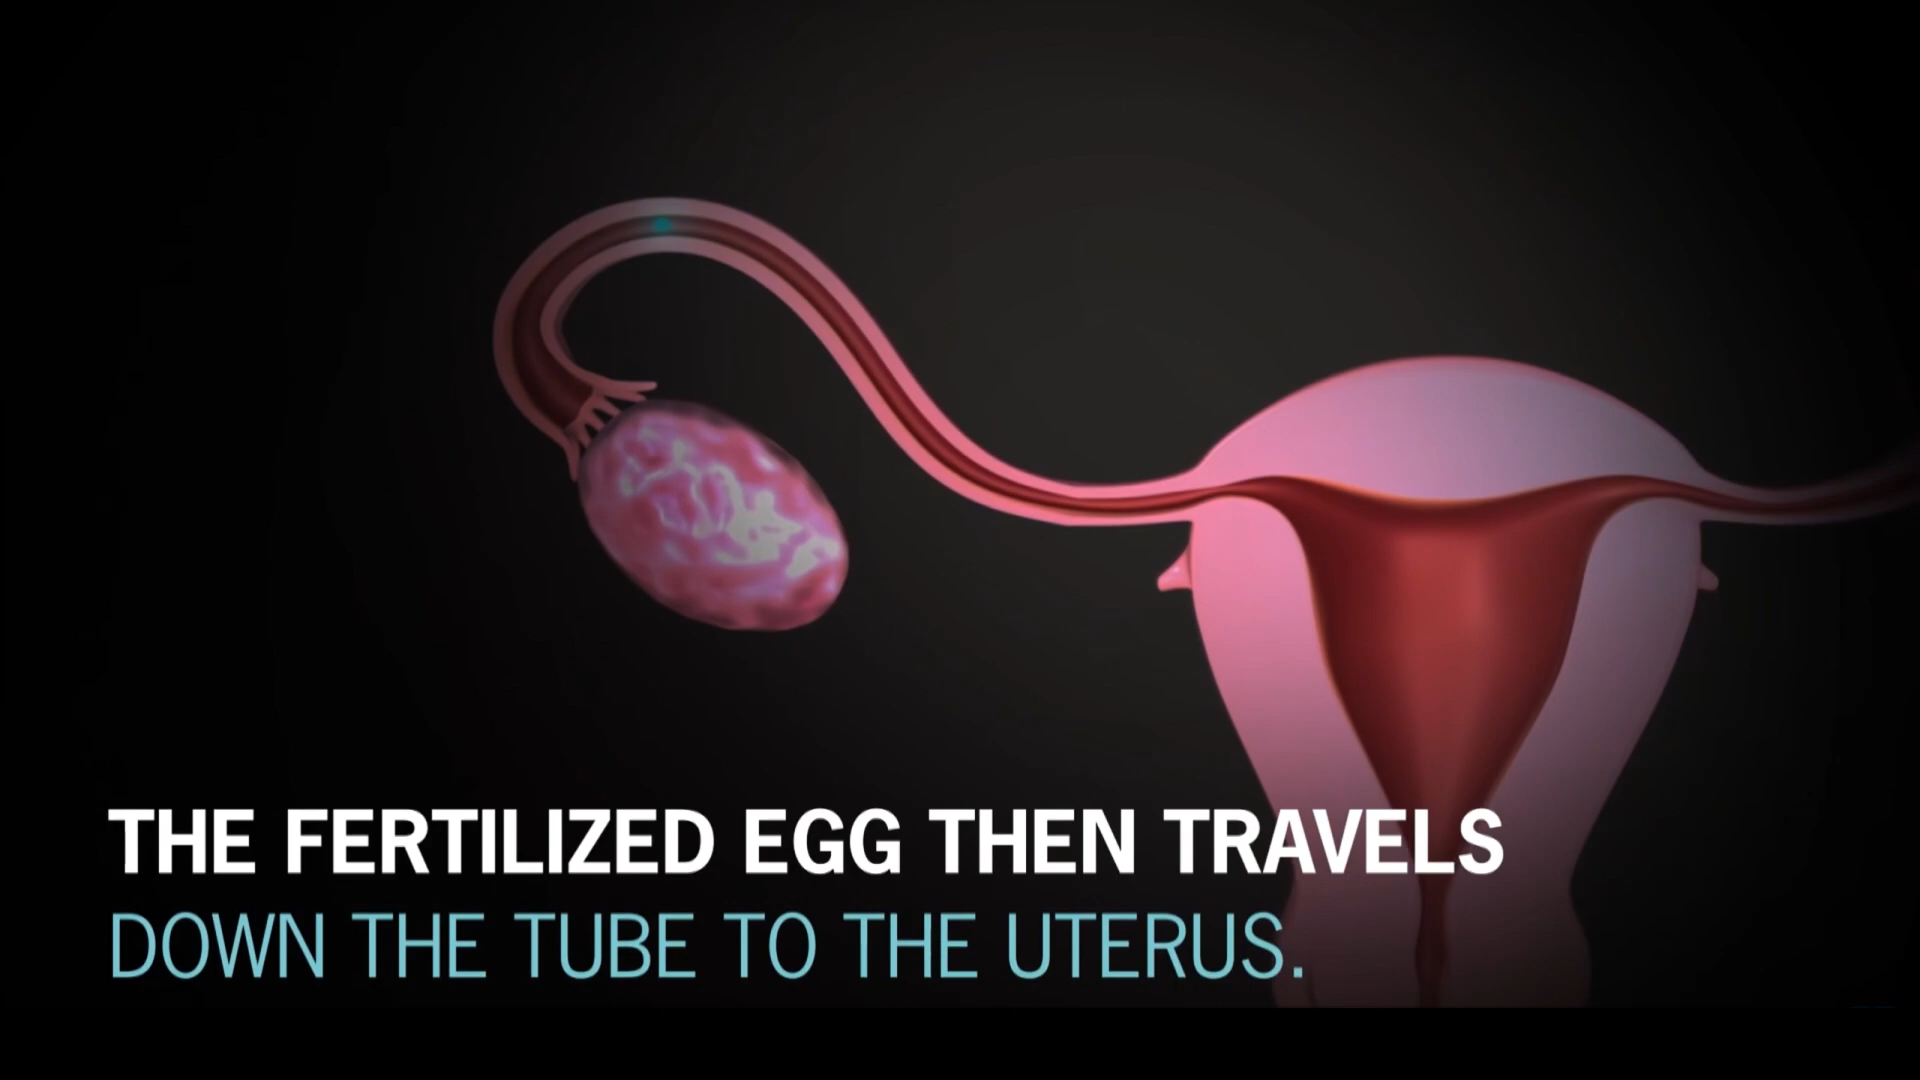 THE FERTILIZED EGG THEN TRAVELS
DOWN THE TUBE TO THE UTERUS.